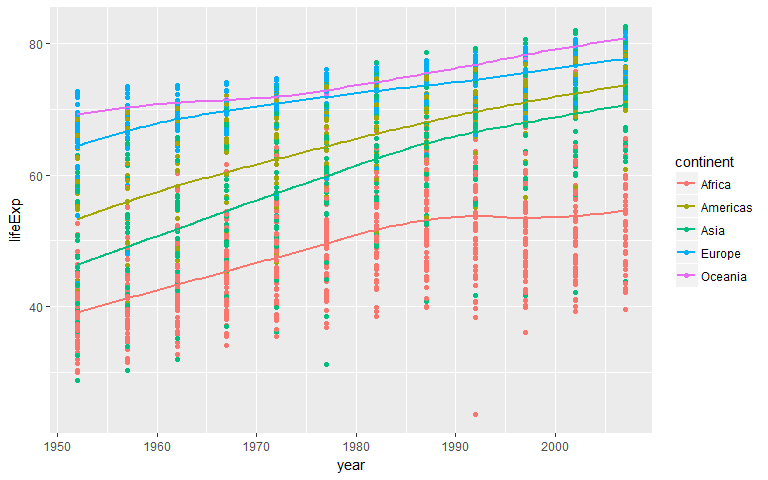 80
60
40
lifeExp
1950 1960 1970 1980 1990 2000
year
continent
Africa
Americas
Asia
Europe
Oceania